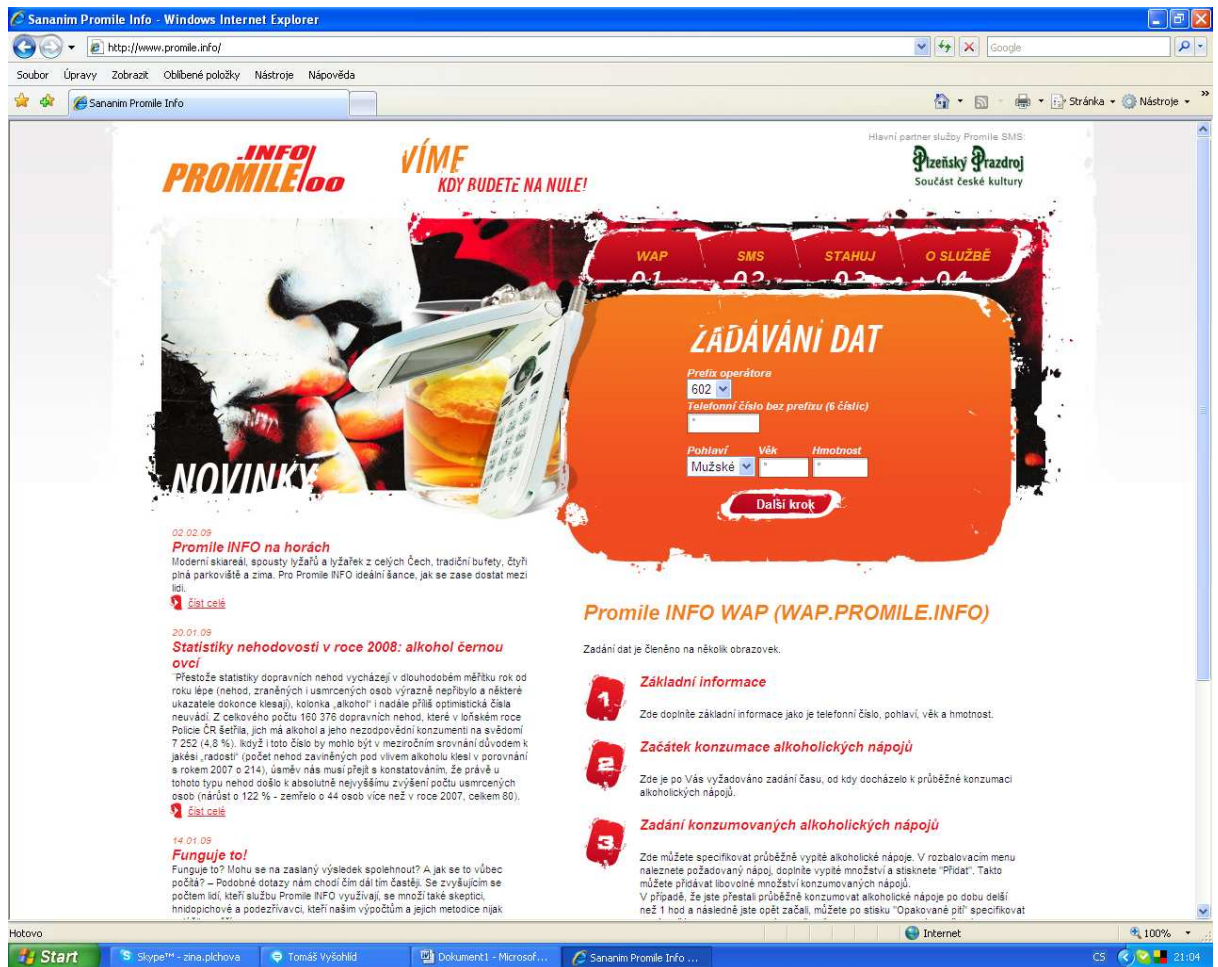 Sananim Promile Info - Windows Internet Explorer
http://www.promile.info/
Google
Soubor Úpravy Zobrazit Oblíbené položky Nástroje Nápověda
Sananim Promile Info
Stránka Nástroje
.INFO
PROMILE
VÍME
KDY BUDETE NA NULE!
Hlavní partner služby Promile SMS:
Plzeňský Prazdroj
Součást české kultury
WAP SMS STAHUJ O SLUŽBĚ
01 02 03 04
ZADÁVÁNÍ DAT
Prefix operátora
602
Telefonní číslo bez prefixu (6 číslic)
*
Pohlaví Věk Hmotnost
Mužské * *
Další krok
NOVINKY
02.02.09
Promile INFO na horách
Moderní skiareál, spousty lyžařů a lyžařek z celých Čech, tradiční bufety, čtyři
plná parkoviště a zima. Pro Promile INFO ideální šance, jak se zase dostat mezi
lidi.
číst celé
20.01.09
Statistiky nehodovosti v roce 2008: alkohol černou
ovcí
"Přestože statistiky dopravních nehod vycházejí v dlouhodobém měřítku rok od
roku lépe (nehod, zraněných i usmrcených osob výrazně nepřibylo a některé
ukazatele dokonce klesají), kolonka „alkohol" i nadále příliš optimistická čísla
neuvádí. Z celkového počtu 160 376 dopravních nehod, které v loňském roce
Policie ČR šetřila, jich má alkohol a jeho nezodpovědní konzumenti na svědomí
7 252 (4,8 %). Ikdyž i toto číslo by mohlo být v meziročním srovnání důvodem k
jakési „radosti" (počet nehod zaviněných pod vlivem alkoholu klesl v porovnání
s rokem 2007 o 214), úsměv nás musí přejít s konstatováním, že právě u
tohoto typu nehod došlo k absolutně nejvyššímu zvýšení počtu usmrcených
osob (nárůst o 122 % - zemřelo o 44 osob více než v roce 2007, celkem 80).
číst celé
14.01.09
Funguje to!
Funguje to? Mohu se na zaslaný výsledek spolehnout? A jak se to vůbec
počítá? – Podobné dotazy nám chodí čím dál tím častěji. Se zvyšujícím se
počtem lidí, kteří službu Promile INFO využívají, se množí také skeptici,
hnidopichové a podezřívavci, kteří našim výpočtům a jejich metodice nijak
Promile INFO WAP (WAP.PROMILE.INFO)
Zadání dat je členěno na několik obrazovek.
1
Základní informace
Zde doplníte základní informace jako je telefonní číslo, pohlaví, věk a hmotnost.
2
Začátek konzumace alkoholických nápojů
Zde je po Vás vyžadováno zadání času, od kdy docházelo k průběžné konzumaci
alkoholických nápojů.
3
Zadání konzumovaných alkoholických nápojů
Zde můžete specifikovat průběžně vypité alkoholické nápoje. V rozbalovacím menu
naleznete požadovaný nápoj, doplníte vypité množství a stisknete "Přidat". Takto
můžete přidávat libovolné množství konzumovaných nápojů.
V případě, že jste přestali průběžně konzumovat alkoholické nápoje po dobu delší
než 1 hod a následně jste opět začali, můžete po stisku "Opakované pití" specifikovat
Hotovo
Internet
100%
Start
Skype™ - zina.plchova
Tomáš Vyšohlíd
Dokument1 - Microsof...
Sananim Promile Info ...
CS
21:04